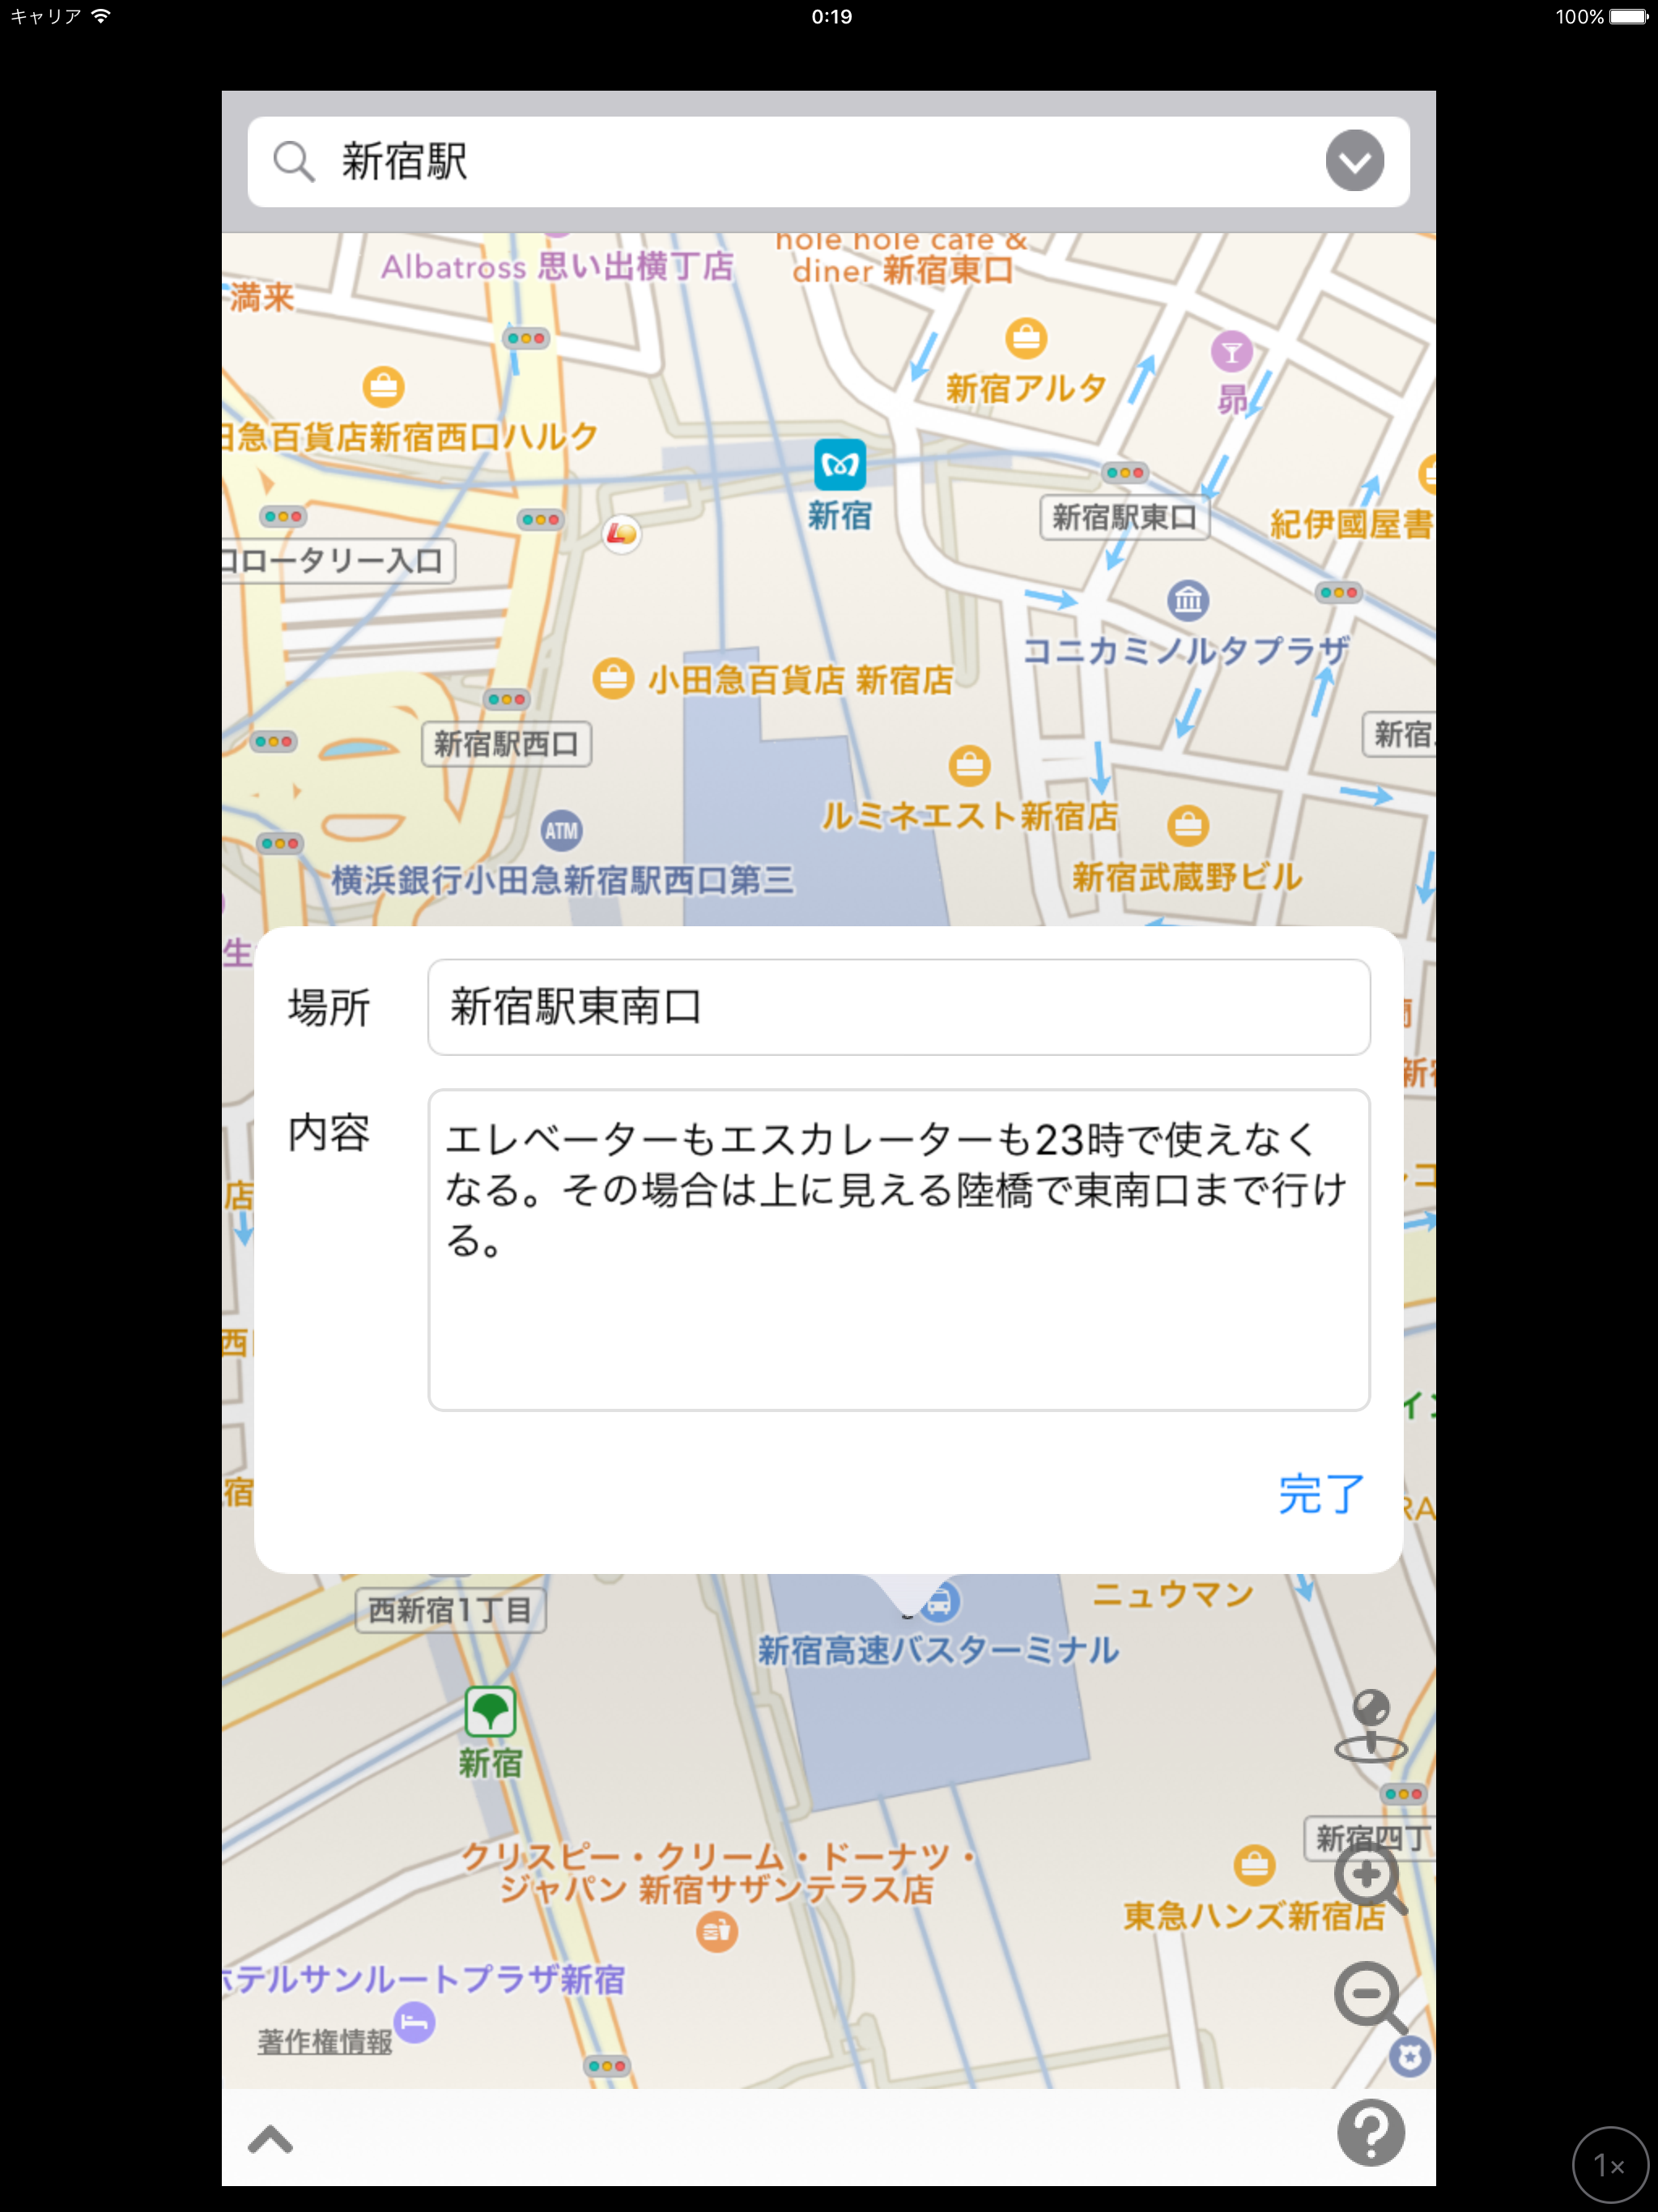 キャリア
0:19
100%
新宿駅
Albatross 思い出横丁店
hole hole cafe &
diner 新宿東口
満来
新宿アルタ
昴
田急百貨店新宿西口ハルク
新宿
新宿駅東口
紀伊國屋書
口ロータリー入口
コニカミノルタプラザ
小田急百貨店 新宿店
新宿駅西口
新宿
ルミネエスト新宿店
ATM
横浜銀行小田急新宿駅西口第三
新宿武蔵野ビル
生
場所
新宿駅東南口
新
内容
エレベーターもエスカレーターも23時で使えなく
なる。その場合は上に見える陸橋で東南口まで行け
る。
店
コ
西
イン
宿
完了
RA
西新宿1丁目
ニュウマン
新宿高速バスターミナル
新宿
新宿四丁
クリスピー・クリーム・ドーナツ・
ジャパン 新宿サザンテラス店
東急ハンズ新宿店
ホテルサンルートプラザ新宿
著作権情報
1×